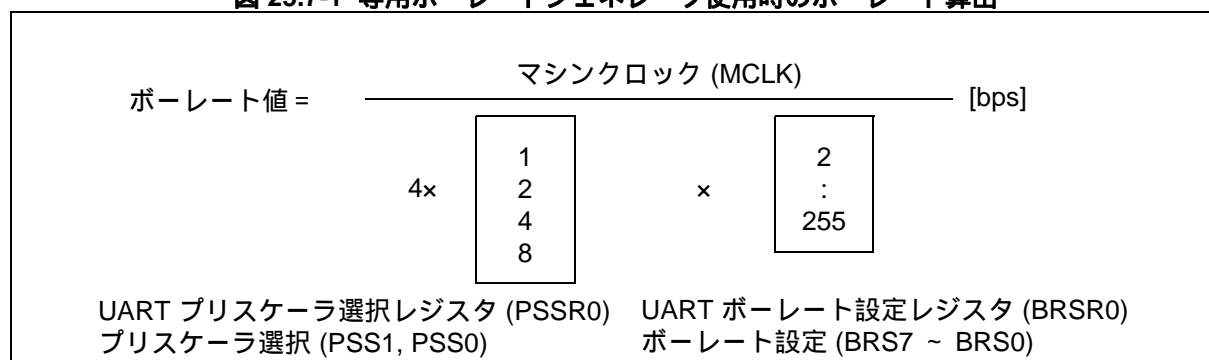 マシンクロック (MCLK)
ボーレート値 =
[bps]
4×
1
2
4
8
×
2
:
255
UART プリスケーラ選択レジスタ (PSSR0)
プリスケーラ選択 (PSS1, PSS0)
UART ボーレート設定レジスタ (BRSR0)
ボーレート設定 (BRS7 ~ BRS0)